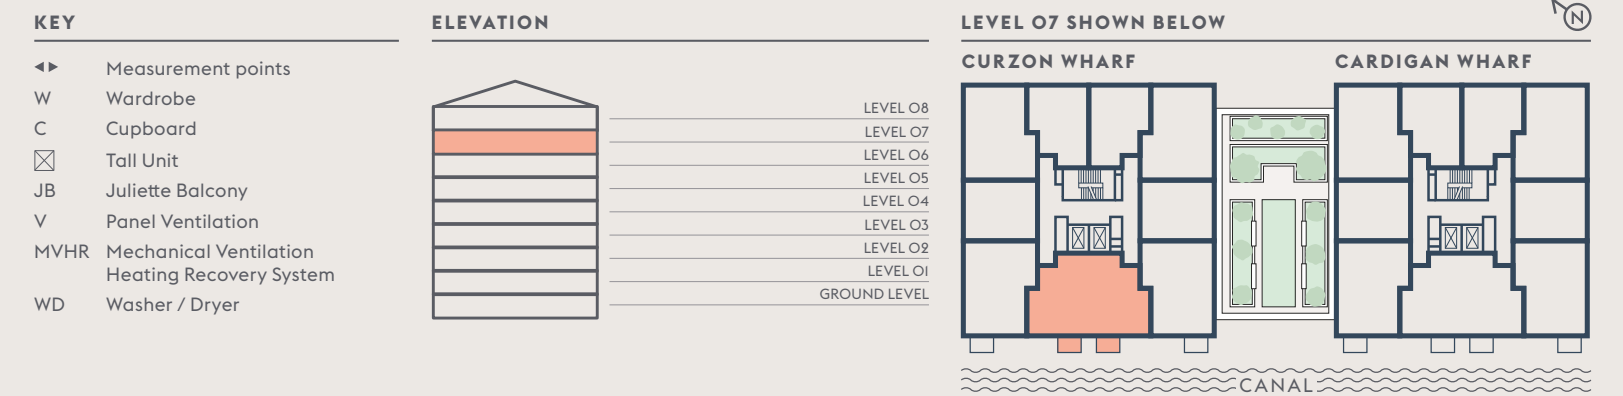 KEY
Measurement points
W Wardrobe
C Cupboard
Tall Unit
JB Juliette Balcony
V Panel Ventilation
MVHR Mechanical Ventilation
Heating Recovery System
WD Washer / Dryer
ELEVATION
LEVEL 08
LEVEL 07
LEVEL 06
LEVEL 05
LEVEL 04
LEVEL 03
LEVEL 02
LEVEL 01
GROUND LEVEL
LEVEL 07 SHOWN BELOW
N
CURZON WHARF
CARDIGAN WHARF
CANAL